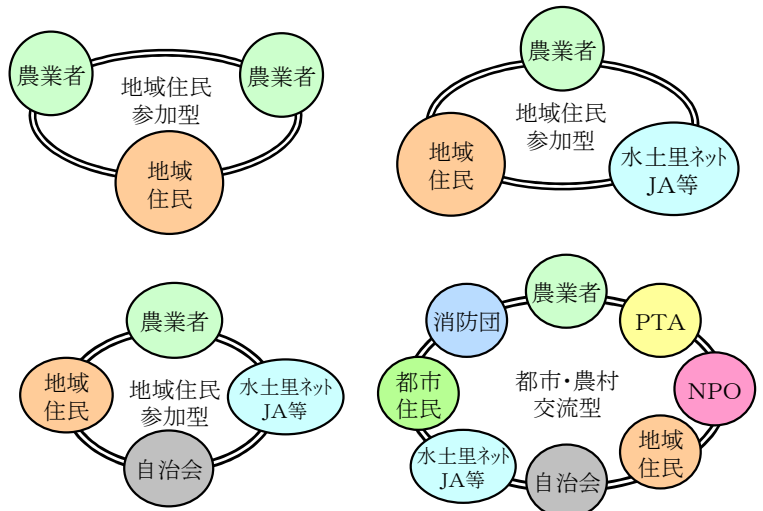 農業者
農業者
地域住民
参加型
地域
住民
農業者
地域住民
参加型
地域
住民
水土里ネット
JA等
農業者
地域
住民
地域住民
参加型
水土里ネット
JA等
自治会
農業者
消防団
PTA
都市
住民
都市・農村
交流型
NPO
水土里ネット
JA等
自治会
地域
住民